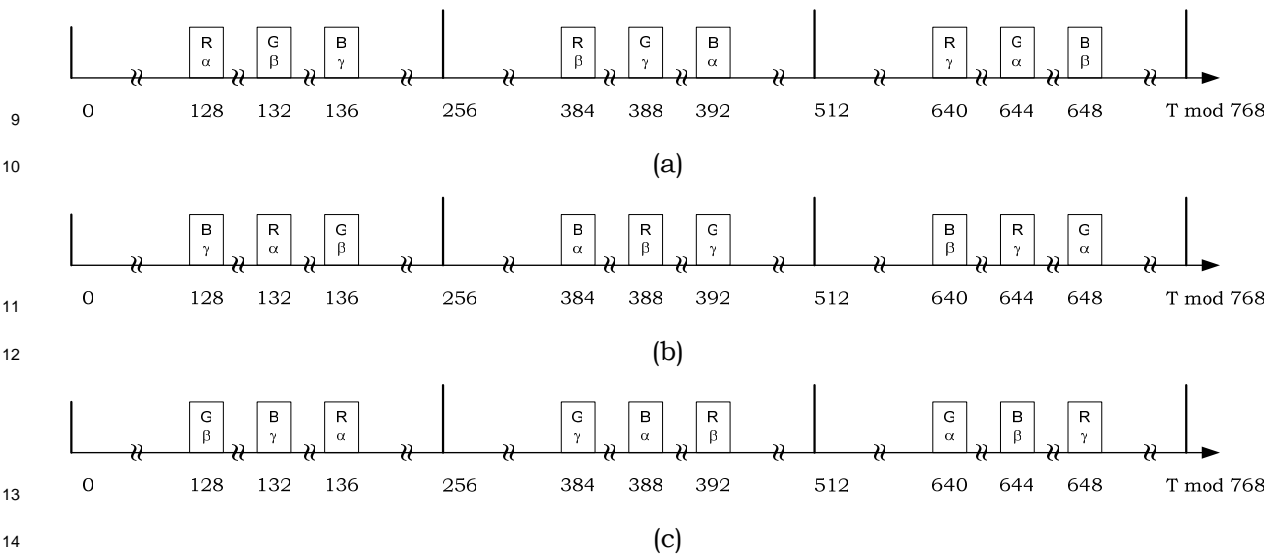 R G B R G B R G B
α β γ β γ α γ α β
9 0 128 132 136 256 384 388 392 512 640 644 648 T mod 768
10 (a)
B R G B R G B R G
γ α β α β γ β γ α
11 0 128 132 136 256 384 388 392 512 640 644 648 T mod 768
12 (b)
G B R G B R G B R
β γ α γ α β α β γ
13 0 128 132 136 256 384 388 392 512 640 644 648 T mod 768
14 (c)